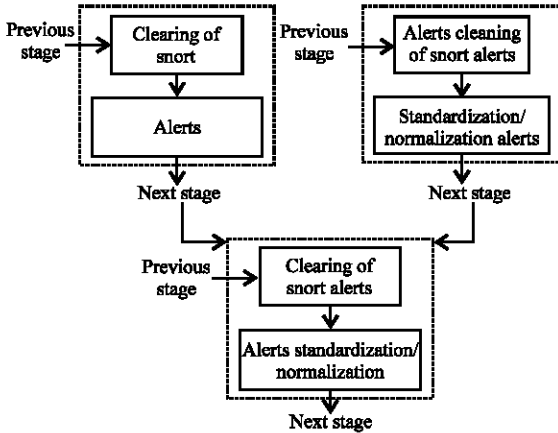 Previous
stage
Clearing of
snort
Alerts
Next stage
Previous
stage
Alerts cleaning
of snort alerts
Standardization/
normalization alerts
Next stage
Previous
stage
Clearing of
snort alerts
Alerts standardization/
normalization
Next stage